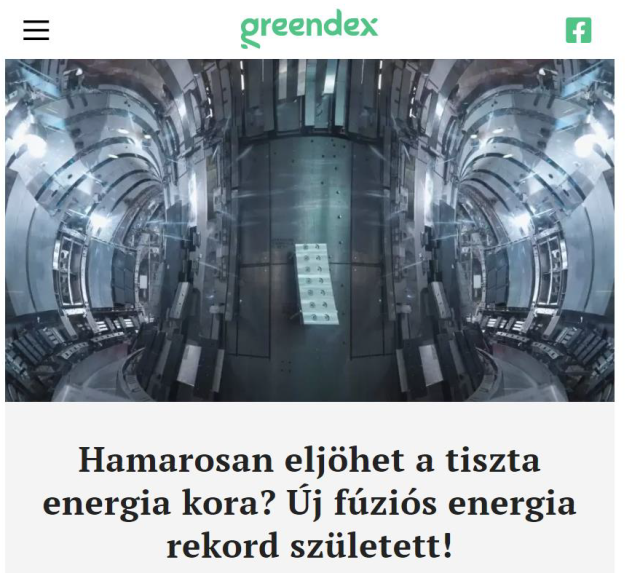 greendex
Hamarosan eljöhet a tiszta
energia kora? Új fúziós energia
rekord született!